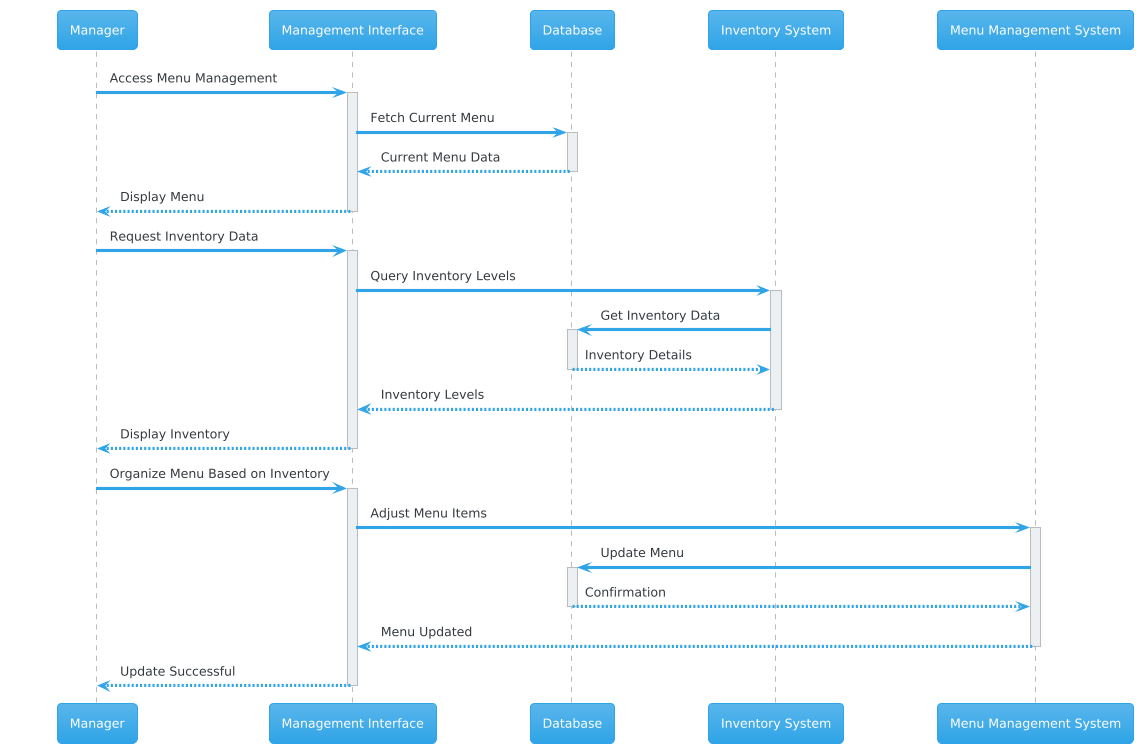 Manager
Management Interface
Database
Inventory System
Menu Management System
Access Menu Management
Fetch Current Menu
Current Menu Data
Display Menu
Request Inventory Data
Query Inventory Levels
Get Inventory Data
Inventory Details
Inventory Levels
Display Inventory
Organize Menu Based on Inventory
Adjust Menu Items
Update Menu
Confirmation
Menu Updated
Update Successful
Manager
Management Interface
Database
Inventory System
Menu Management System